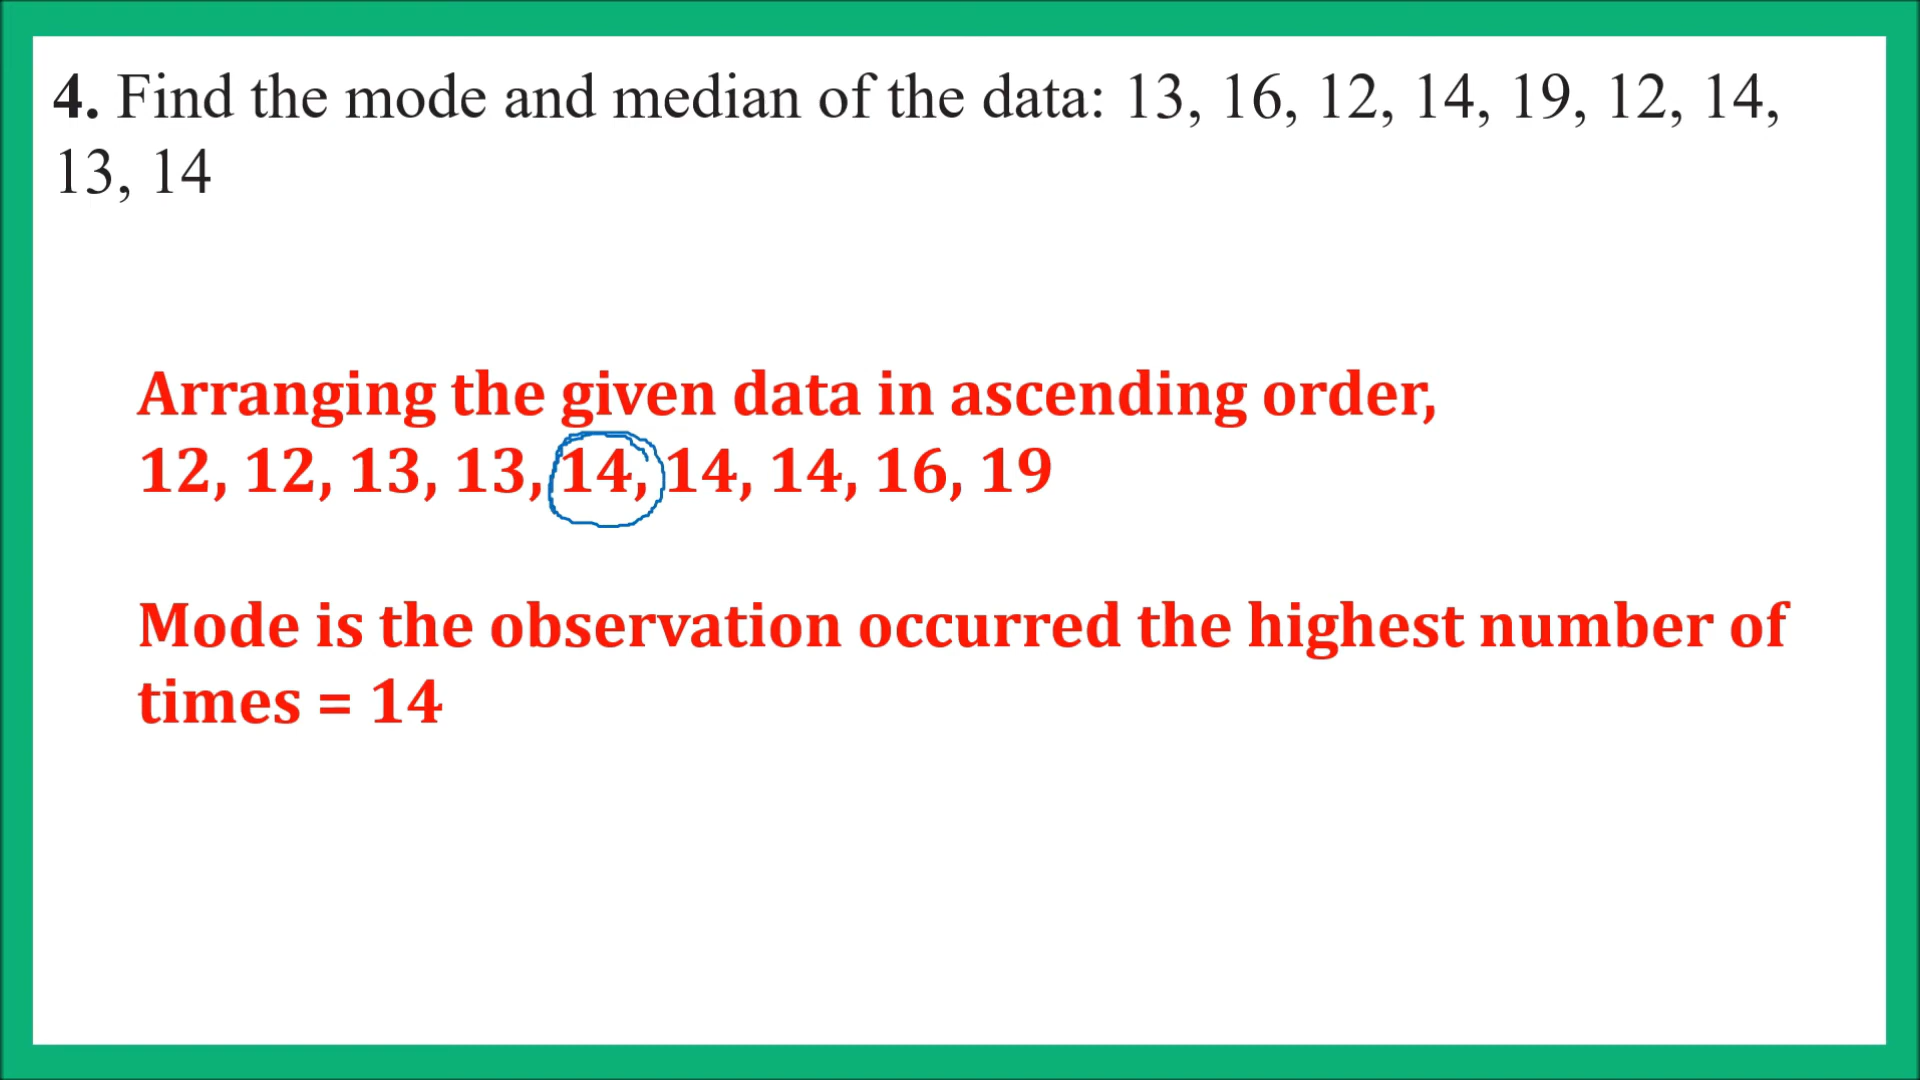 4. Find the mode and median of the data: 13, 16, 12, 14, 19, 12, 14,
13, 14
Arranging the given data in ascending order,
12, 12, 13, 13, 14, 14, 14, 16, 19
Mode is the observation occurred the highest number of
times = 14